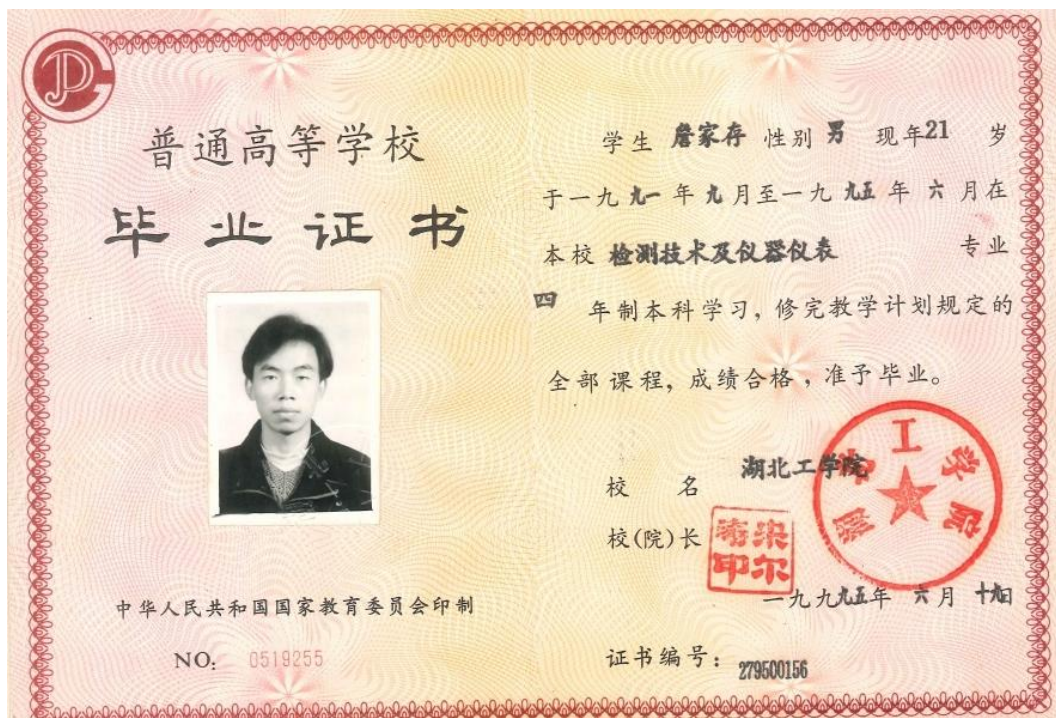 普通高等学校
毕业证书
中华人民共和国国家教育委员会印制
NO: 0519255
学生 詹家存 性别 男 现年21 岁
于一九九一年九月至一九九五年六月在
本校 检测技术及仪器仪表 专业
四 年制本科学习，修完教学计划规定的
全部课程，成绩合格，准予毕业。
校 名 湖北工学院
湖北工学院
校(院)长
一九九九五年 六月 十九日
证书编号：279500156